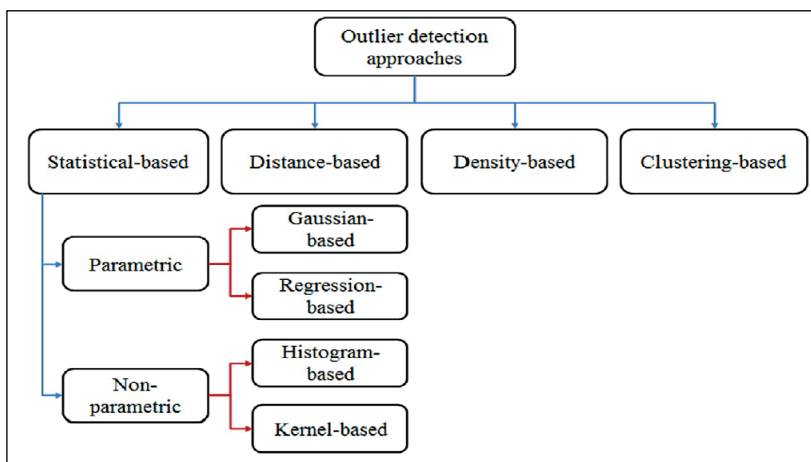 Outlier detection
approaches
Statistical-based
Distance-based
Density-based
Clustering-based
Parametric
Gaussian-
based
Regression-
based
Non-
parametric
Histogram-
based
Kernel-based